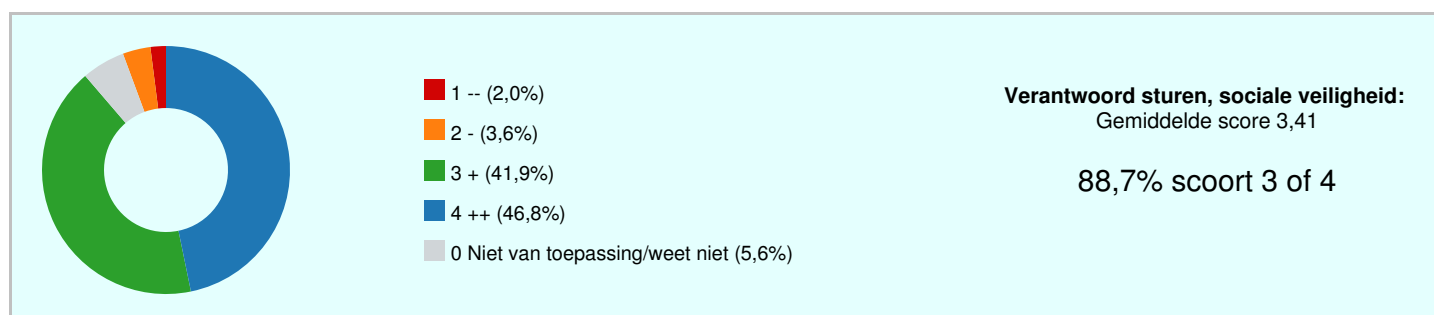 1 -- (2,0%)
2 - (3,6%)
3 + (41,9%)
4 ++ (46,8%)
0 Niet van toepassing/weet niet (5,6%)
Verantwoord sturen, sociale veiligheid:
Gemiddelde score 3,41
88,7% scoort 3 of 4